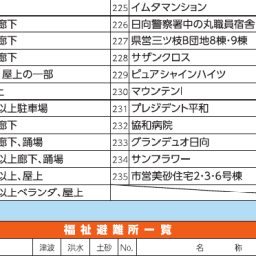 225 イムタマンション
廊下 226 日向警察署中の丸職員宿舎
廊下 227 県営三ツ枝B団地8棟・9棟
廊下 228 サザンクロス
、屋上の一部 229 ピュアシャインハイツ
上 230 マウンテンⅠ
以上駐車場 231 プレジデント平和
廊下 232 協和病院
廊下、踊場 233 グランデュオ日向
以上廊下、踊場 234 サンフラワー
以上、屋上 235 市営美砂住宅2・3・6号棟
以上ベランダ、屋上
福祉避難所一覧
津波 洪水 土砂 No. 名 称